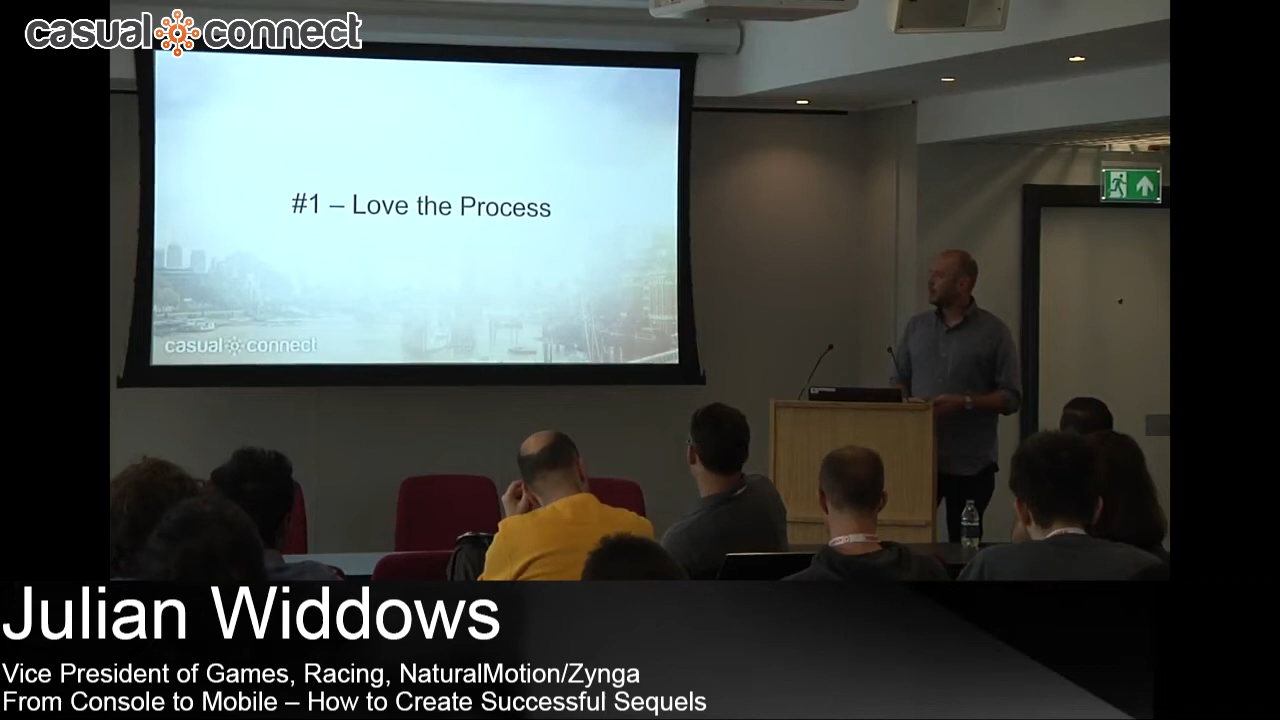 casual connect
#1 – Love the Process
casual connect
Julian Widdows
Vice President of Games, Racing, NaturalMotion/Zynga
From Console to Mobile – How to Create Successful Sequels